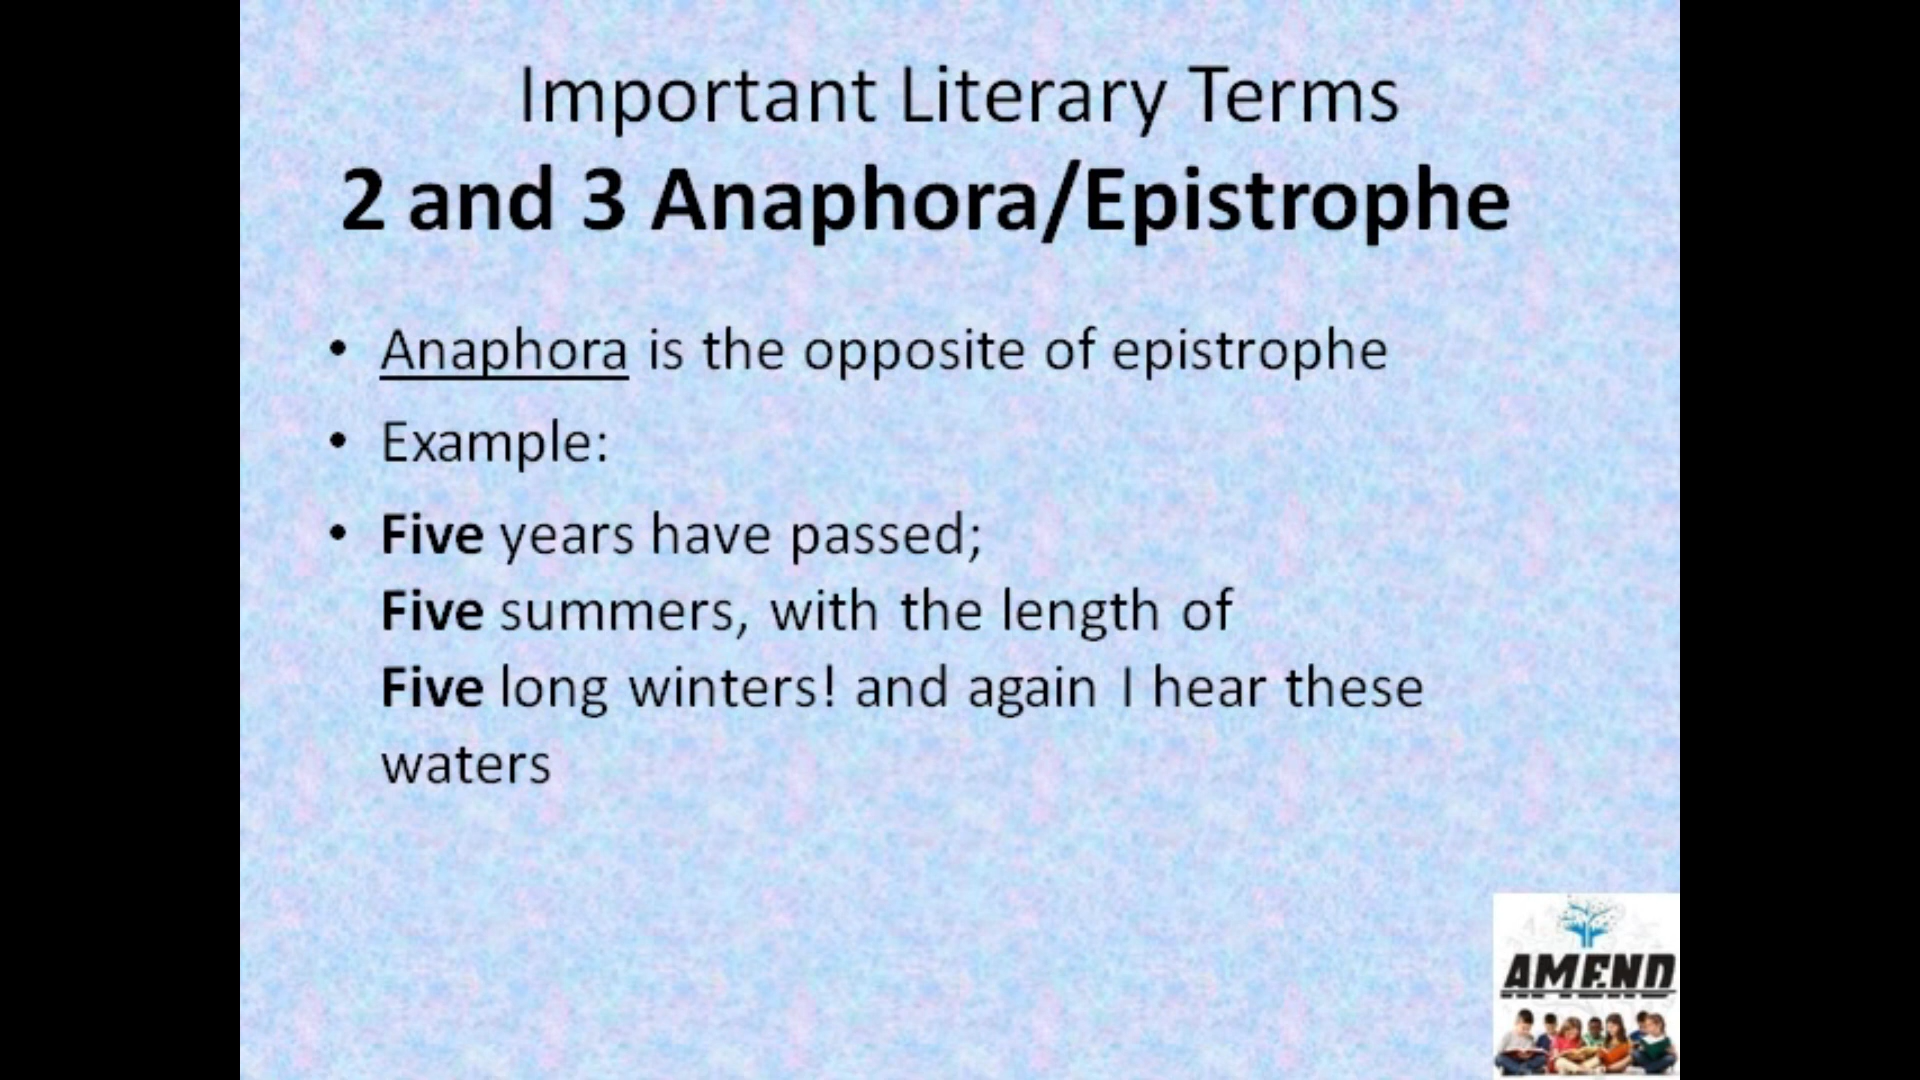 Important Literary Terms
2 and 3 Anaphora/Epistrophe
• Anaphora is the opposite of epistrophe
• Example:
• Five years have passed;
Five summers, with the length of
Five long winters! and again I hear these
waters
AMEND